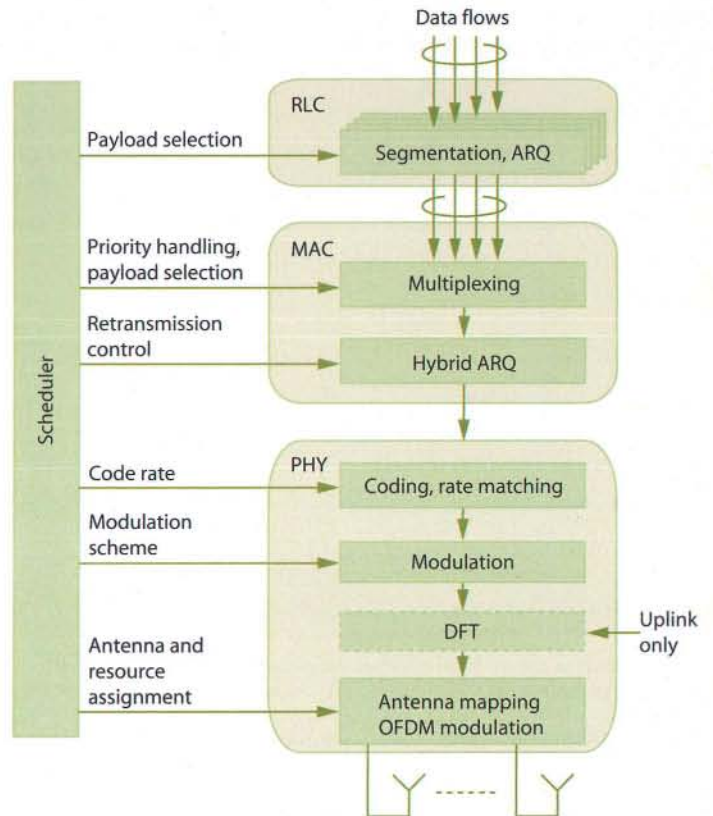 Data flows
RLC
Payload selection
Segmentation, ARQ
Priority handling,
payload selection
MAC
Multiplexing
Retransmission
control
Hybrid ARQ
Scheduler
PHY
Code rate
Coding, rate matching
Modulation
scheme
Modulation
DFT
Uplink
only
Antenna and
resource
assignment
Antenna mapping
OFDM modulation